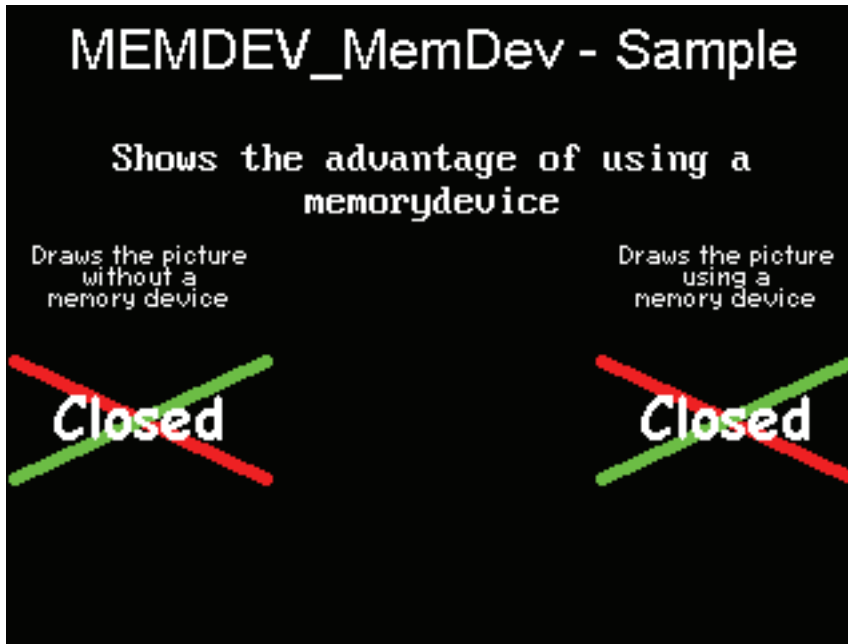 MEMDEV_MemDev - Sample
Shows the advantage of using a
memorydevice
Draws the picture
without a
memory device
Draws the picture
using a
memory device
Closed
Closed